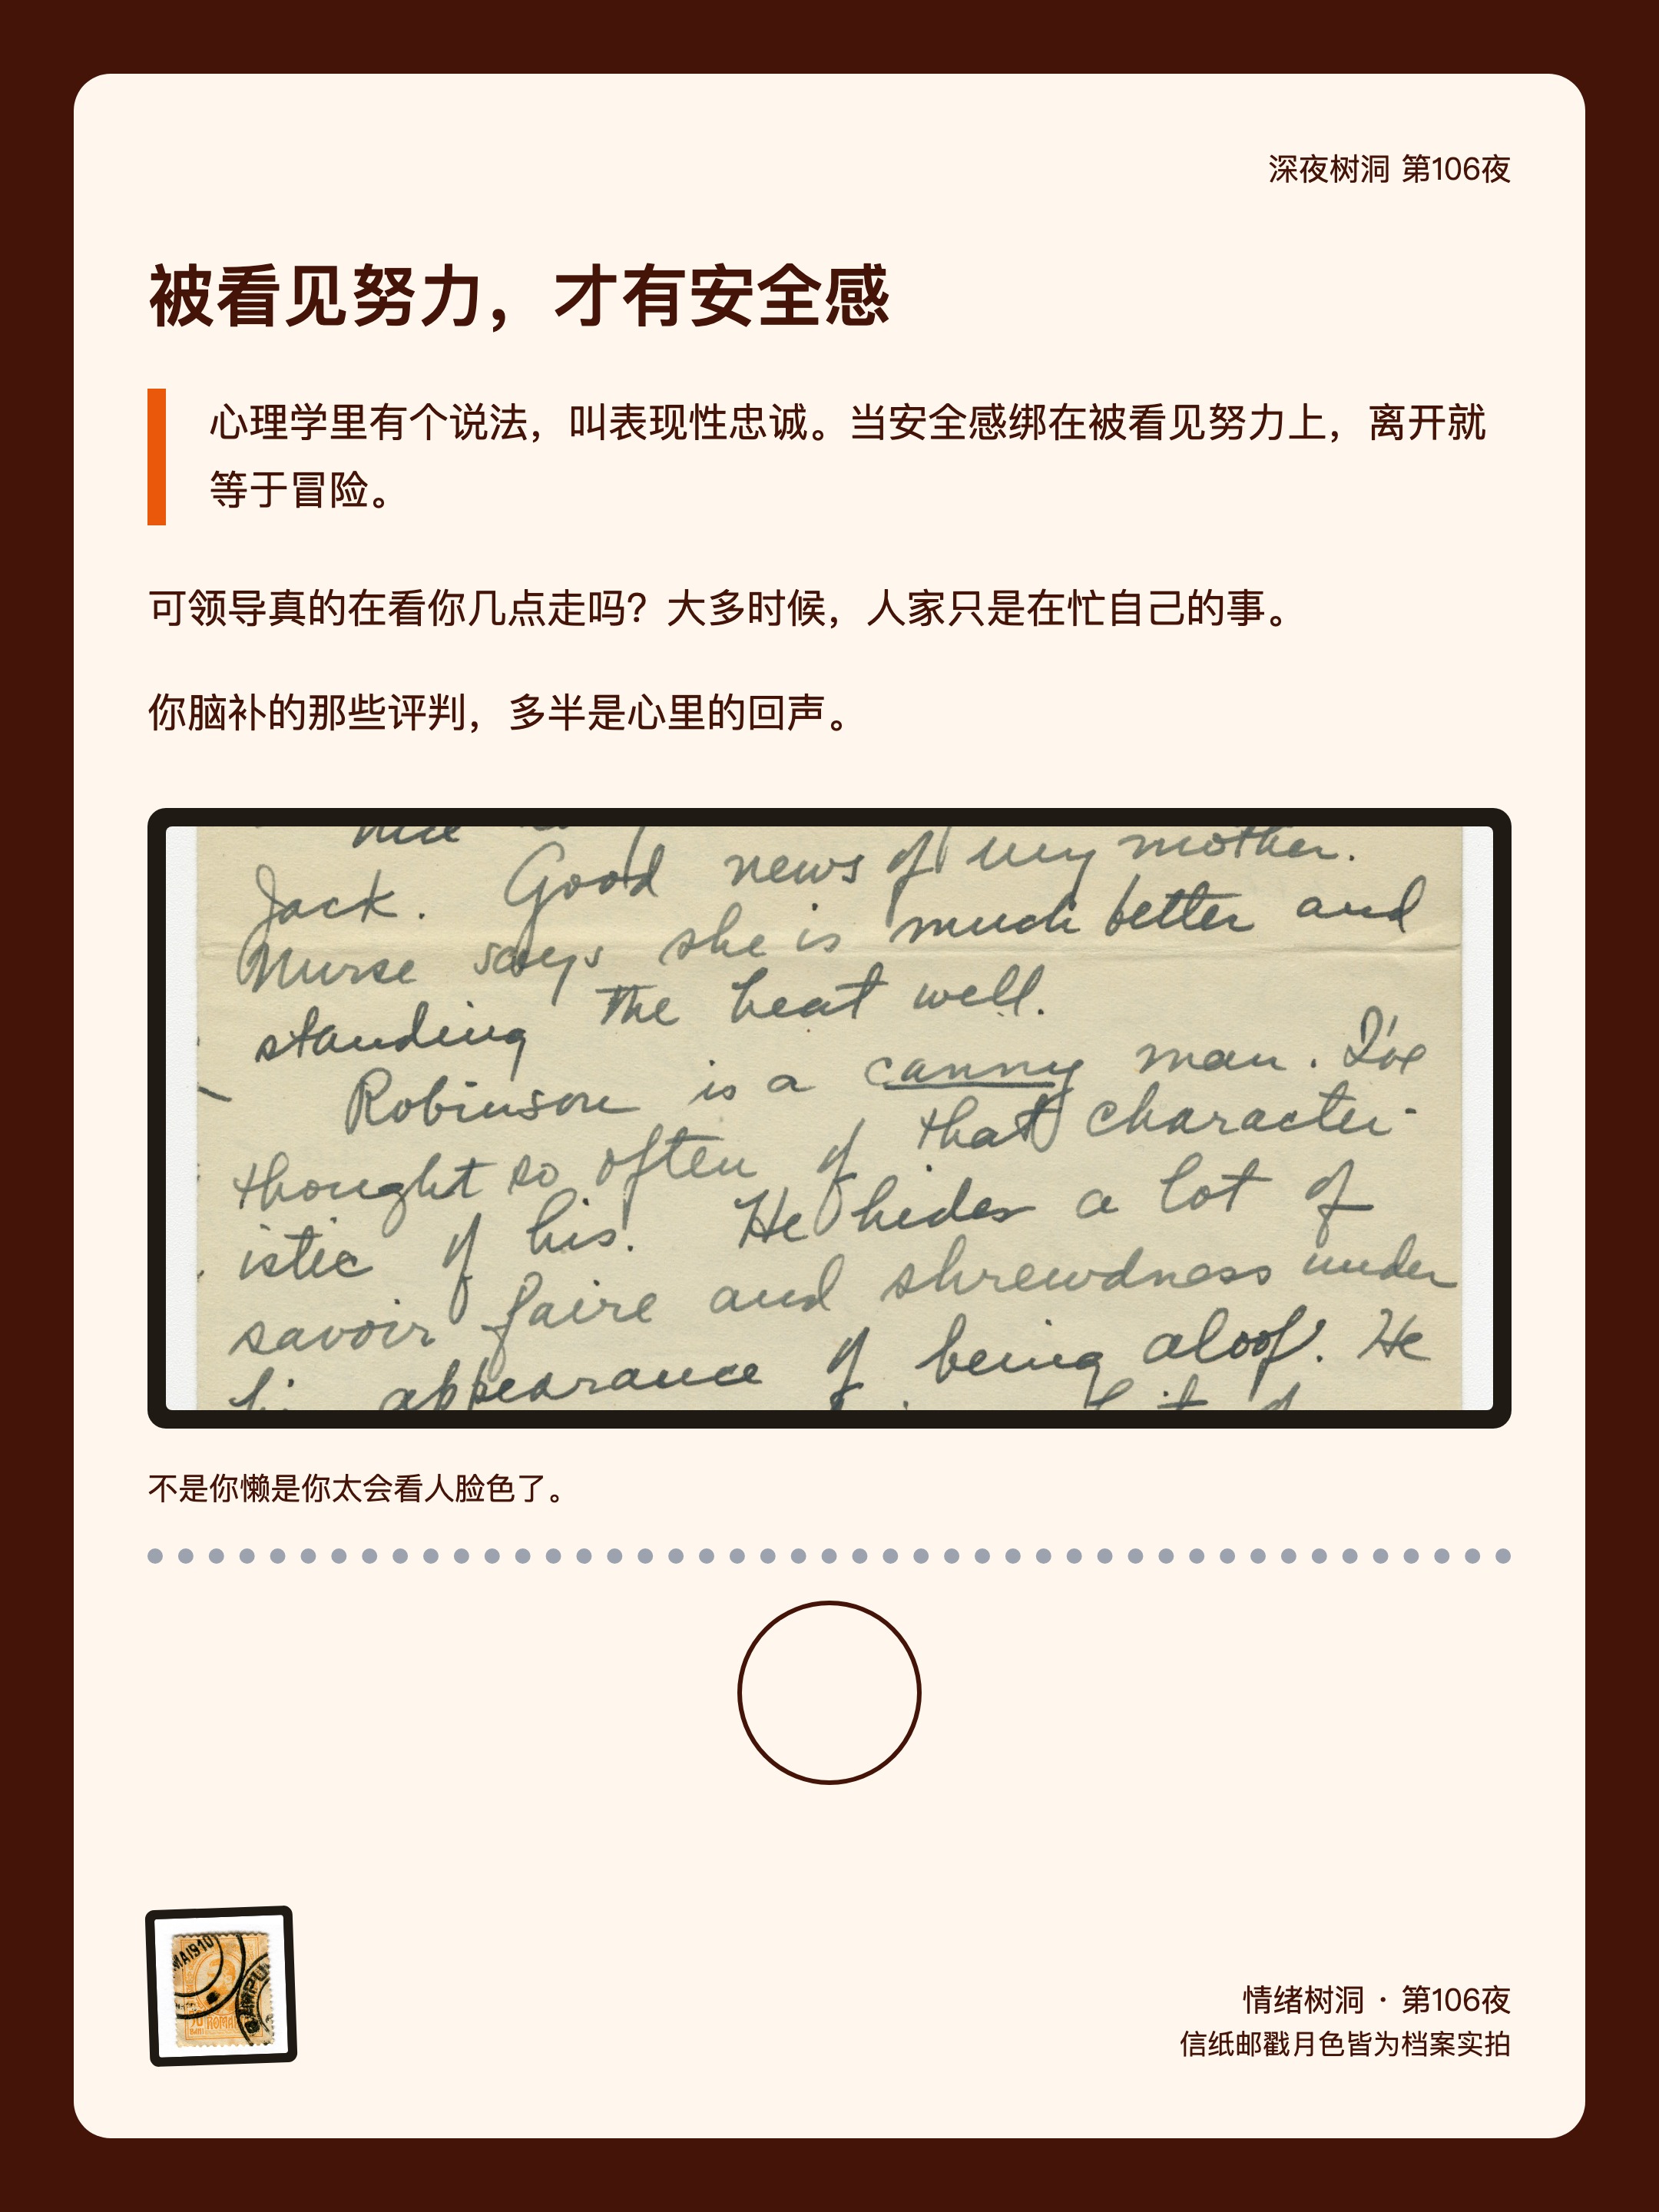 深夜树洞 第106夜
被看见努力，才有安全感
心理学里有个说法，叫表现性忠诚。当安全感绑在被看见努力上，离开就
等于冒险。
可领导真的在看你几点走吗？大多时候，人家只是在忙自己的事。
你脑补的那些评判，多半是心里的回声。
Jack. Good news of my mother.
Nurse says she is much better and
standing the heat well.
Robinson is a canny man. I've
thought so often of that character-
istic of his. He hides a lot of
savoir faire and shrewdness under
appearance of being aloof. He
不是你懒是你太会看人脸色了。
MAI910
ROMA
情绪树洞 · 第106夜
信纸邮戳月色皆为档案实拍